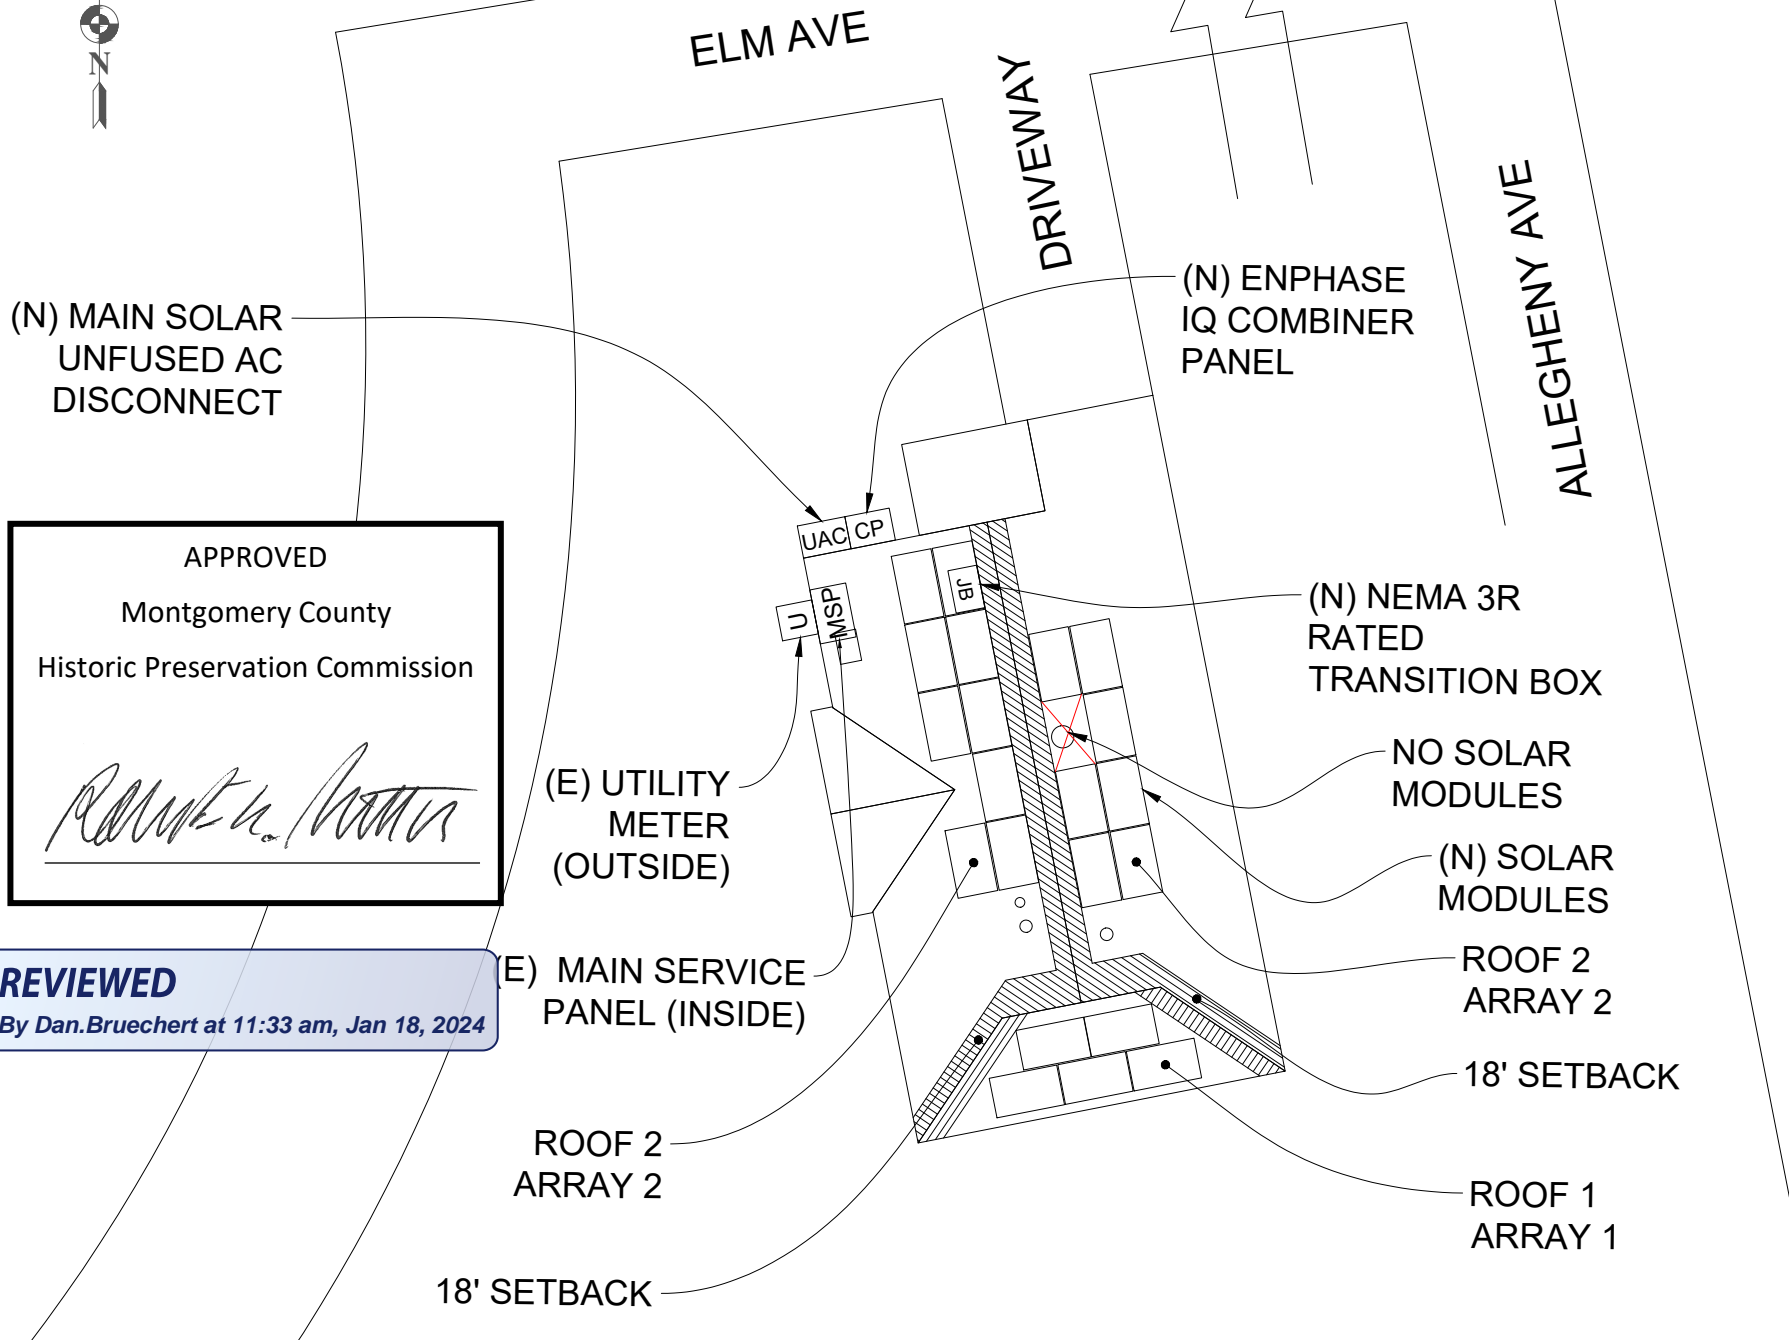 N
ELM AVE
DRIVEWAY
ALLEGHENY AVE
(N) MAIN SOLAR
UNFUSED AC
DISCONNECT
(N) ENPHASE
IQ COMBINER
PANEL
UAC
CP
JB
U
MSP
APPROVED
Montgomery County
Historic Preservation Commission
(N) NEMA 3R
RATED
TRANSITION BOX
NO SOLAR
MODULES
(E) UTILITY
METER
(OUTSIDE)
(N) SOLAR
MODULES
REVIEWED
By Dan.Bruechert at 11:33 am, Jan 18, 2024
(E) MAIN SERVICE
PANEL (INSIDE)
ROOF 2
ARRAY 2
18' SETBACK
ROOF 2
ARRAY 2
ROOF 1
ARRAY 1
18' SETBACK